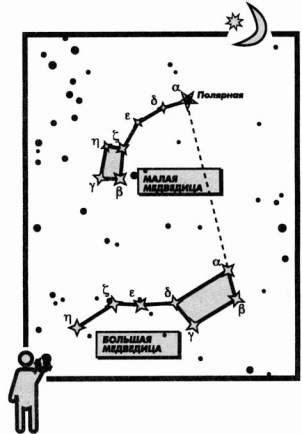 α Полярная
δ
ε
η ζ
γ β
МАЛАЯ
МЕДВЕДИЦА
α
ζ ε δ
β
η γ
БОЛЬШАЯ
МЕДВЕДИЦА